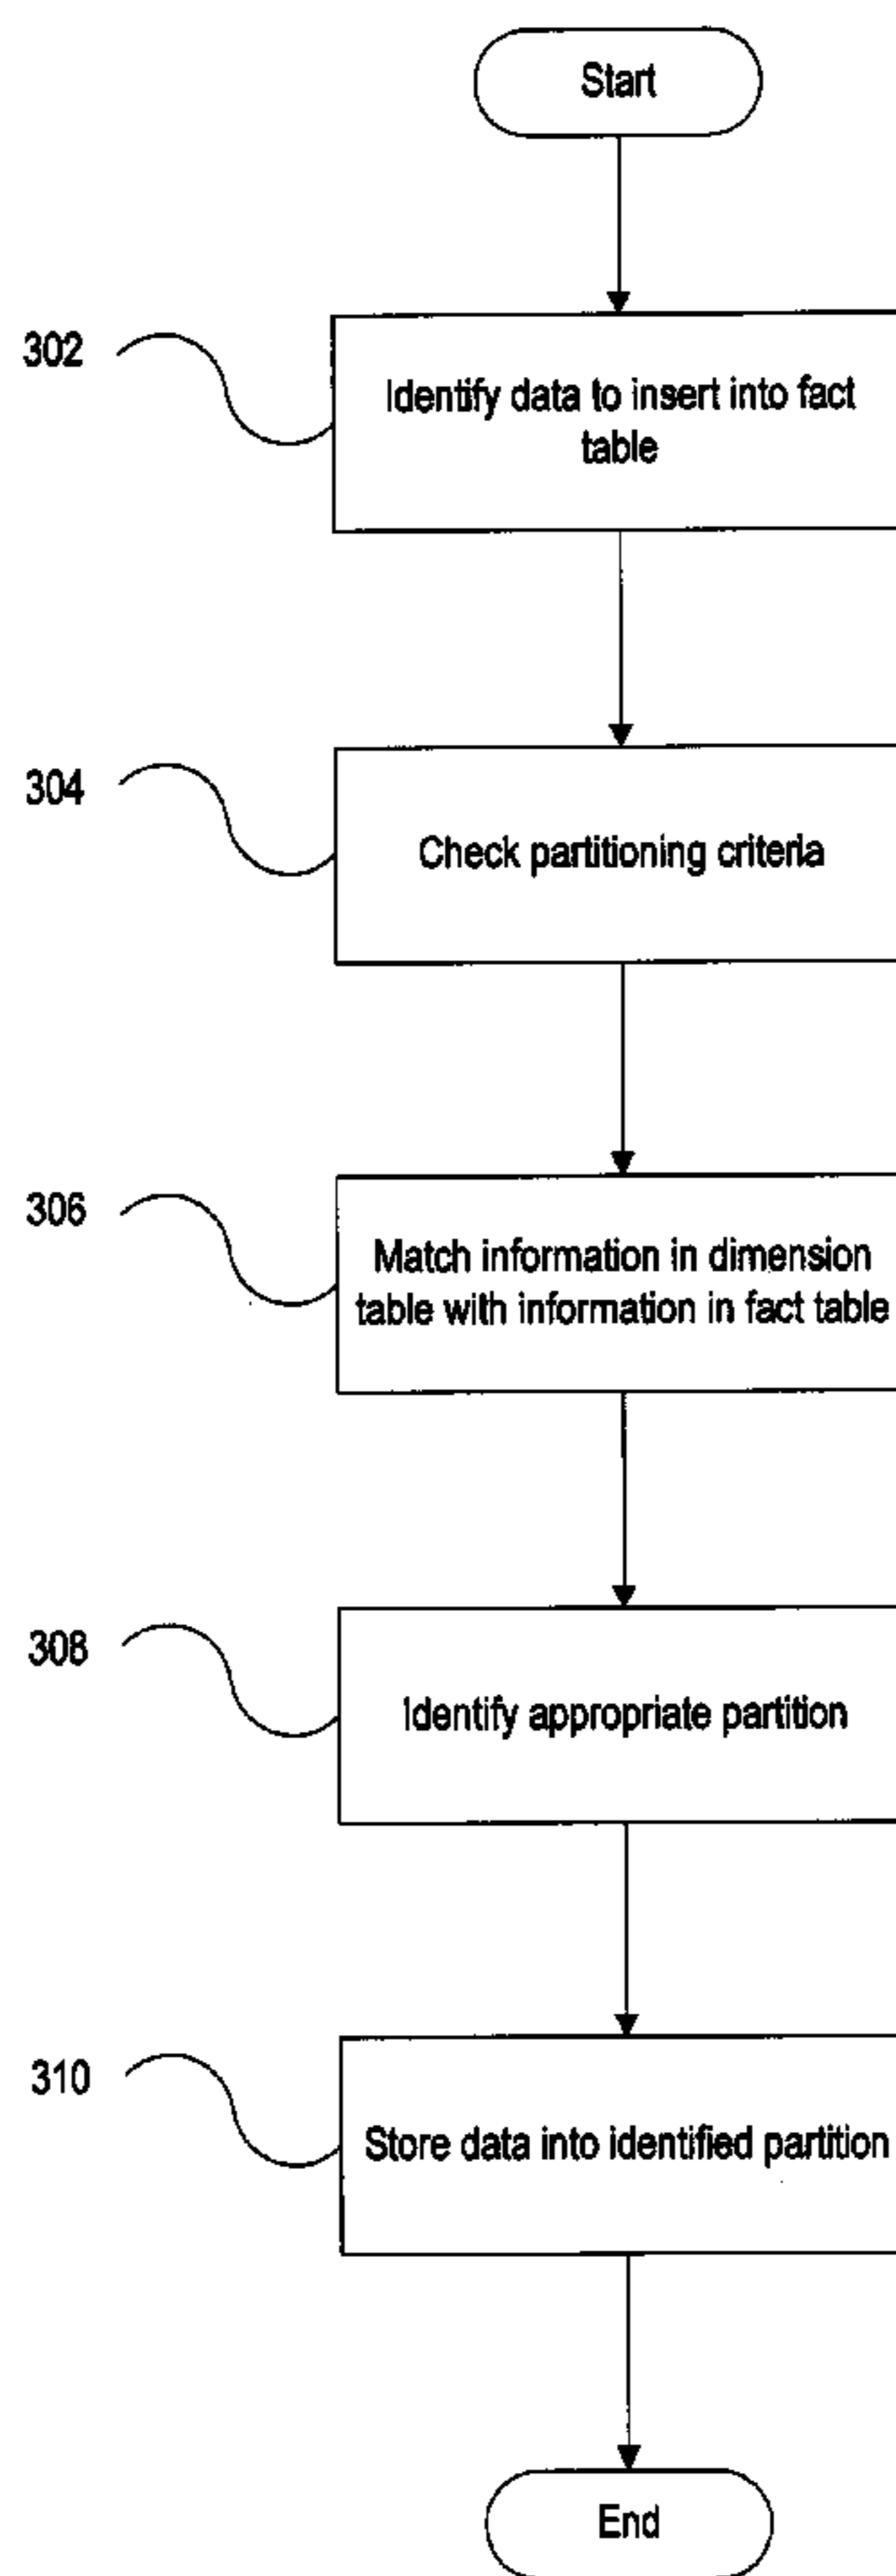 Start
302
Identify data to insert into fact
table
304
Check partitioning criteria
306
Match information in dimension
table with information in fact table
308
Identify appropriate partition
310
Store data into identified partition
End